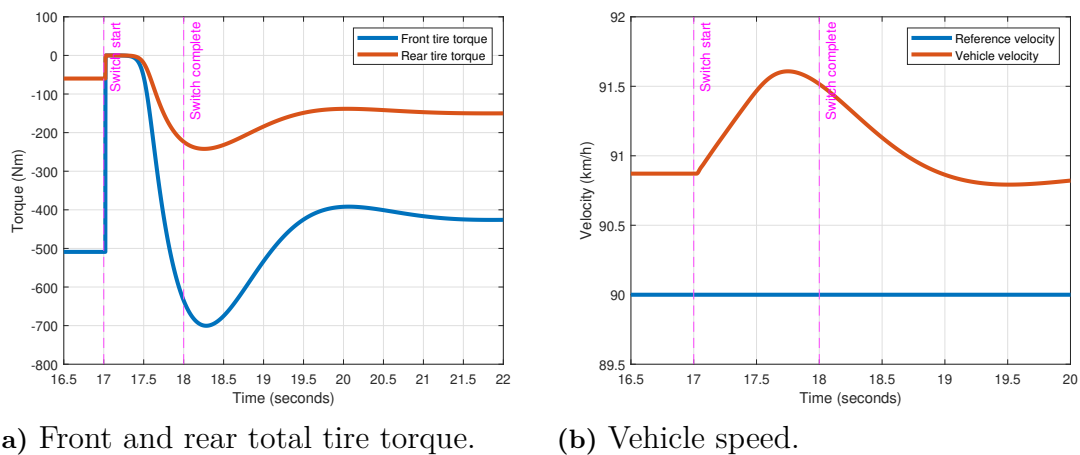 100
0
-100
-200
-300
-400
-500
-600
-700
-800
Torque (Nm)
16.5 17 17.5 18 18.5 19 19.5 20 20.5 21 21.5 22
Time (seconds)
Switch start
Switch complete
Front tire torque
Rear tire torque
92
91.5
91
90.5
90
89.5
Velocity (km/h)
16.5 17 17.5 18 18.5 19 19.5 20
Time (seconds)
Switch start
Switch complete
Reference velocity
Vehicle velocity
a) Front and rear total tire torque.
(b) Vehicle speed.